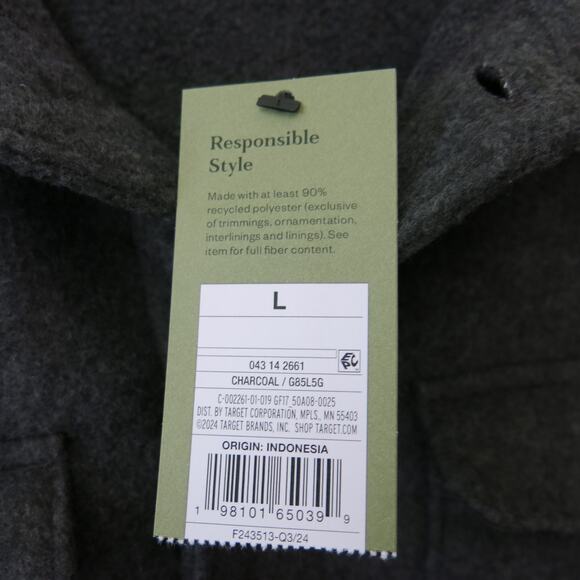 Responsible
Style
Made with at least 90%
recycled polyester (exclusive
of trimmings, ornamentation,
interlinings and linings). See
item for full fiber content.
L
043 14 2661
EPC
CHARCOAL / G85L5G
C-002261-01-019 GF17_50A08-0025
DIST. BY TARGET CORPORATION, MPLS., MN 55403
©2024 TARGET BRANDS, INC. SHOP TARGET.COM
ORIGIN: INDONESIA
1 98101 65039 9
F243513-Q3/24